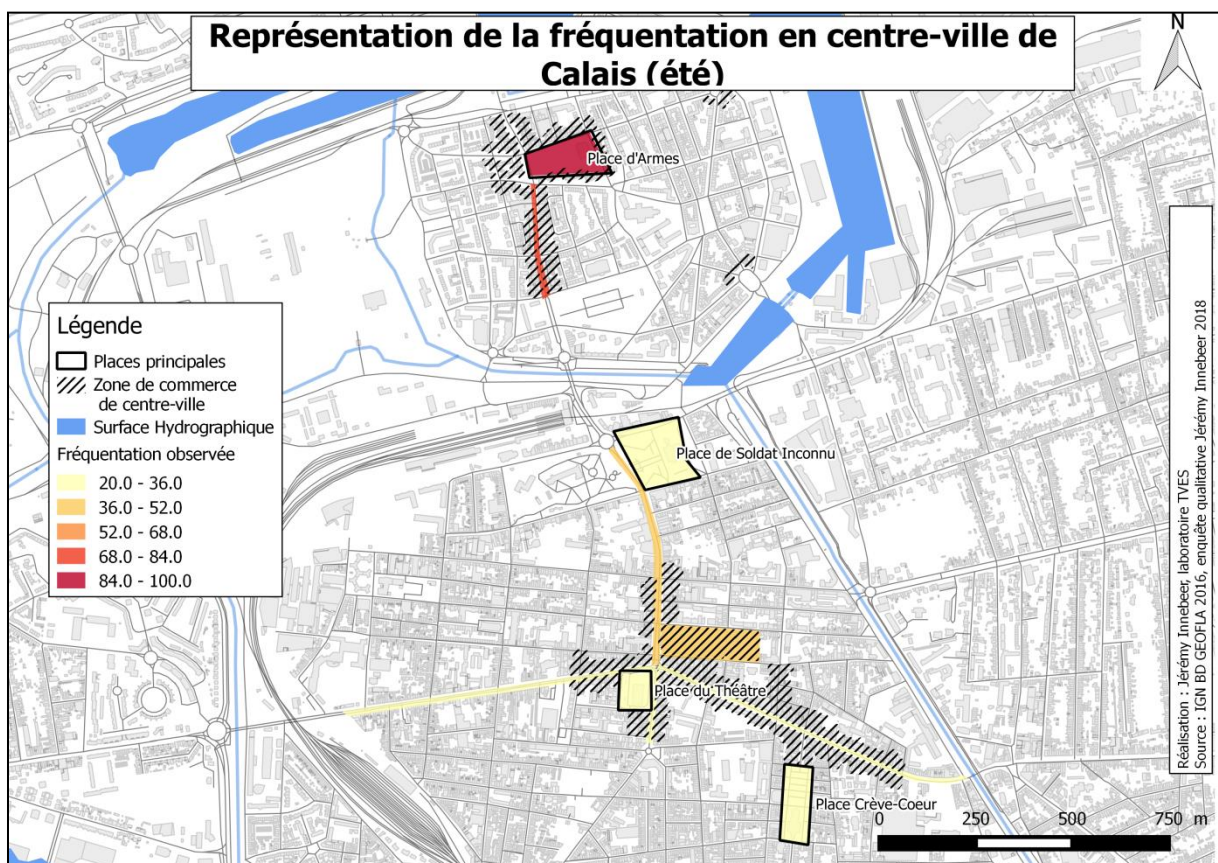 Représentation de la fréquentation en centre-ville de
Calais (été)
N
Place d'Armes
Légende
Places principales
Zone de commerce
de centre-ville
Surface Hydrographique
Fréquentation observée
20.0 - 36.0
36.0 - 52.0
52.0 - 68.0
68.0 - 84.0
84.0 - 100.0
Place de Soldat Inconnu
Place du Théâtre
Place Crève-Coeur
0 250 500 750 m
Réalisation : Jérémy Innebeer, laboratoire TVES
Source : IGN BD GEOFLA 2016, enquête qualitative Jérémy Innebeer 2018